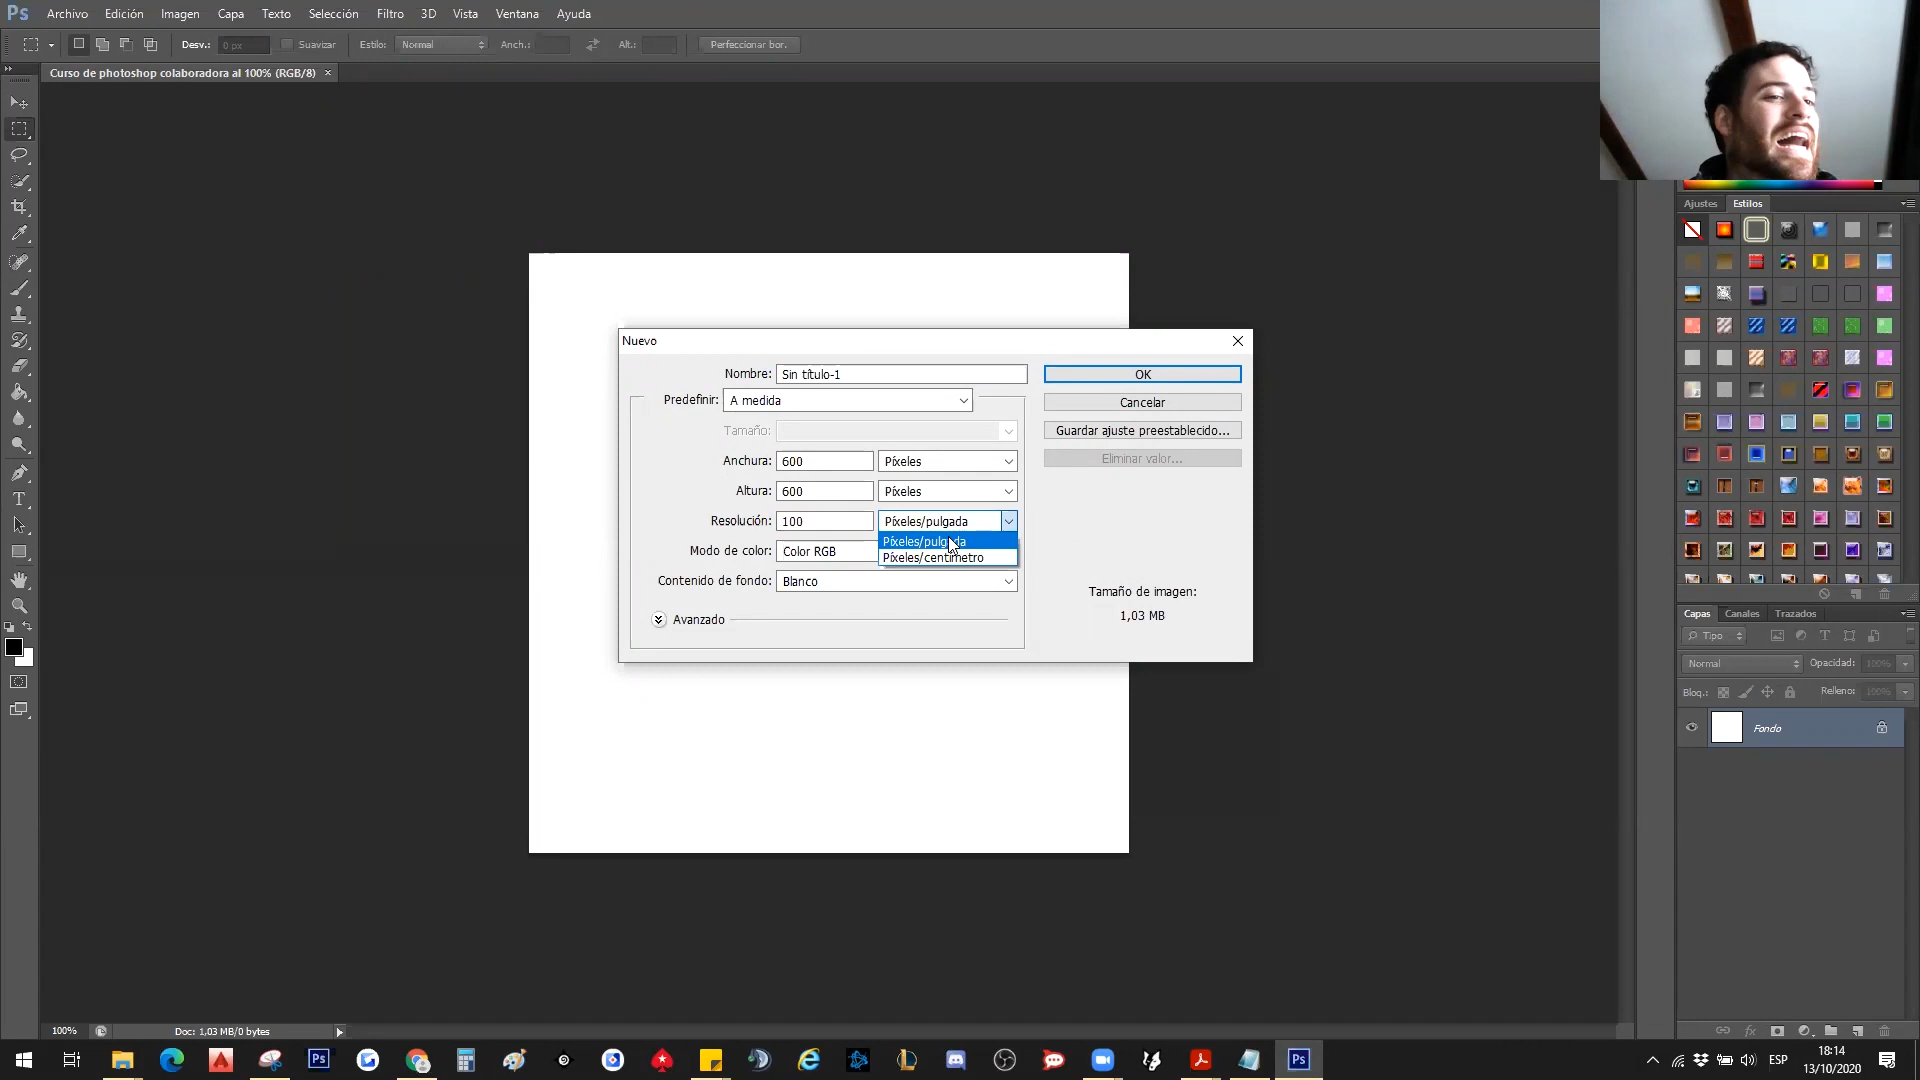 Ps Archivo Edición Imagen Capa Texto Selección Filtro 3D Vista Ventana Ayuda
Desv.: 0 px Suavizar Estilo: Normal Anch.: Alt.: Perfeccionar bor.
Curso de photoshop colaboradora al 100% (RGB/8) ×
Ajustes Estilos
Nuevo
Nombre: Sin título-1 OK
Predefinir: A medida Cancelar
Tamaño: Guardar ajuste preestablecido...
Anchura: 600 Píxeles Eliminar valor...
Altura: 600 Píxeles
Resolución: 100 Píxeles/pulgada
Píxeles/pulgada
Modo de color: Color RGB Píxeles/centímetro
Contenido de fondo: Blanco
Tamaño de imagen:
1,03 MB
Avanzado
Capas Canales Trazados
Tipo
Normal Opacidad: 100%
Bloq.: Relleno: 100%
Fondo
100% Doc: 1,03 MB/0 bytes
Ps Ps ESP 18:14
13/10/2020